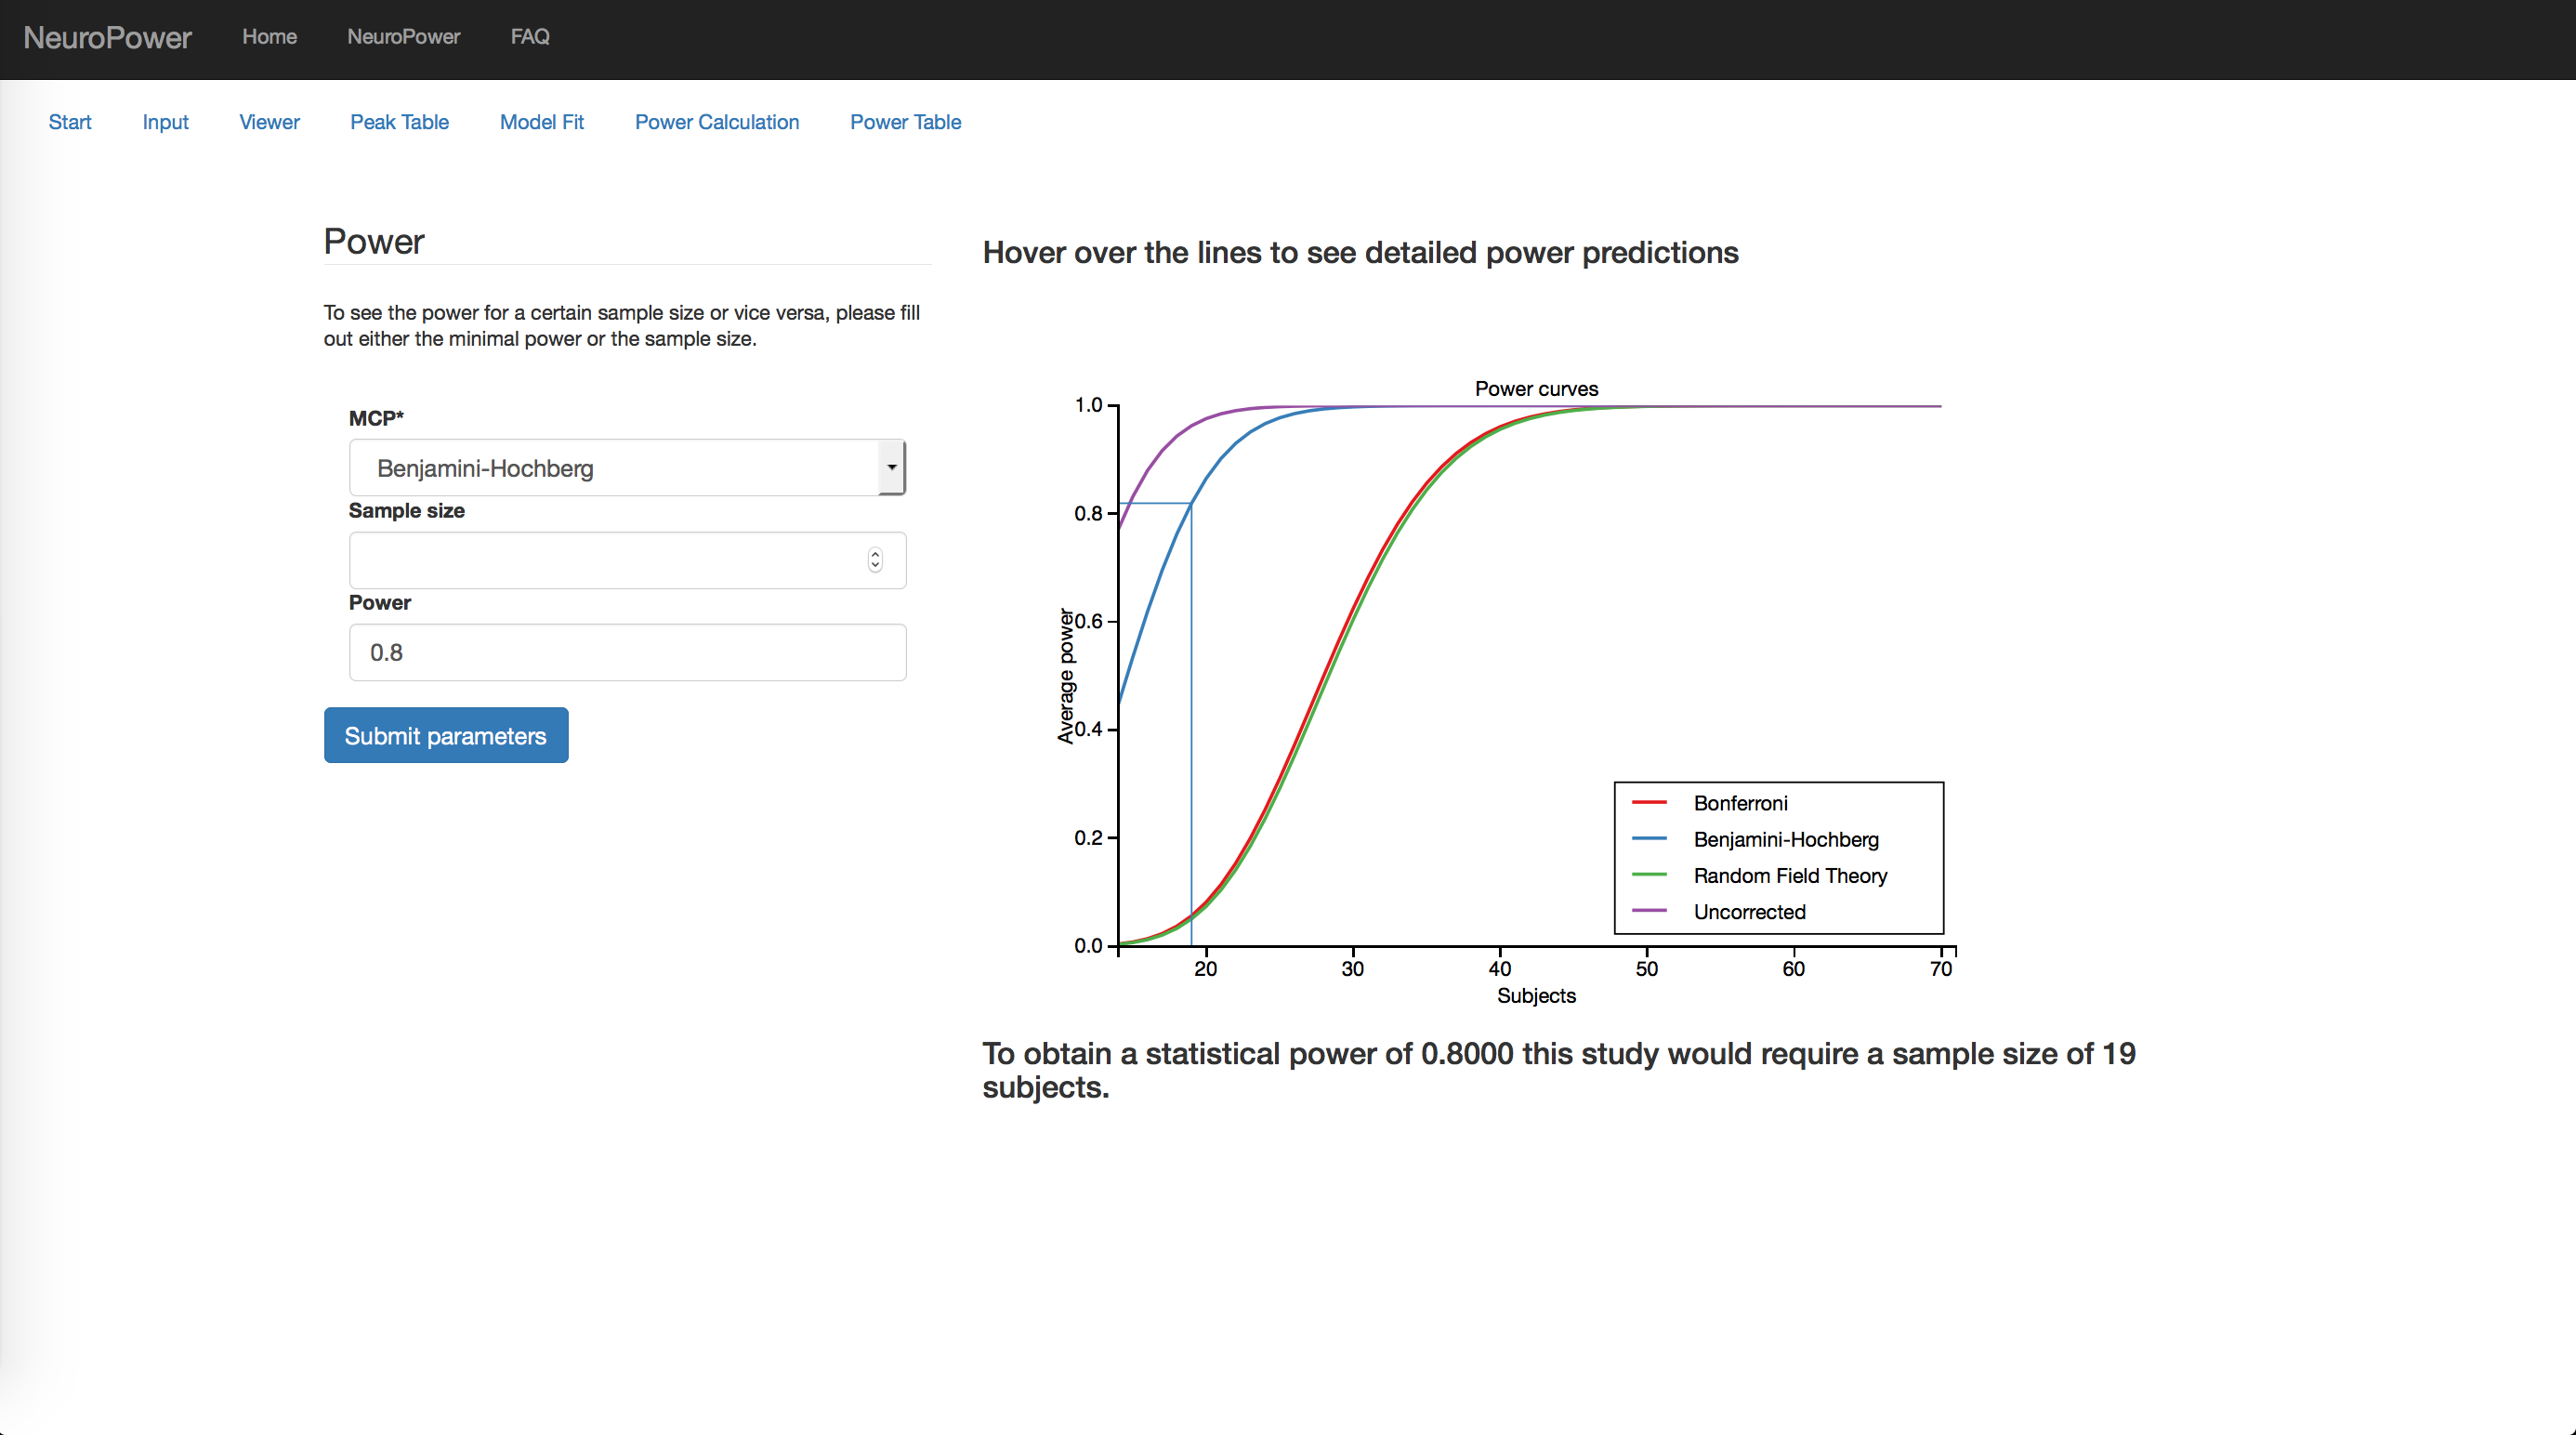 NeuroPower Home NeuroPower FAQ
Start Input Viewer Peak Table Model Fit Power Calculation Power Table
Power
To see the power for a certain sample size or vice versa, please fill
out either the minimal power or the sample size.
MCP*
Benjamini-Hochberg
Sample size
Power
0.8
Submit parameters
Hover over the lines to see detailed power predictions
Power curves
1.0
0.8
0.6
0.4
0.2
0.0
Average power
20 30 40 50 60 70
Subjects
Bonferroni
Benjamini-Hochberg
Random Field Theory
Uncorrected
To obtain a statistical power of 0.8000 this study would require a sample size of 19
subjects.